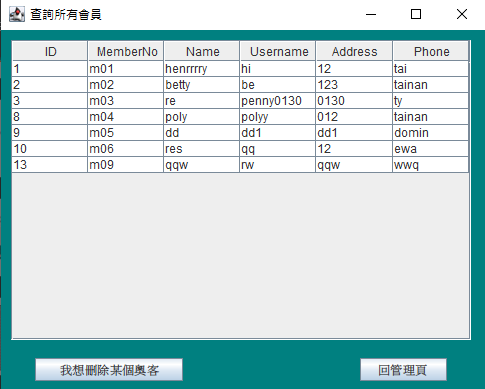 查詢所有會員
ID MemberNo Name Username Address Phone
1 m01 henrrrry hi 12 tai
2 m02 betty be 123 tainan
3 m03 re penny0130 0130 ty
8 m04 poly polyy 012 tainan
9 m05 dd dd1 dd1 domin
10 m06 res qq 12 ewa
13 m09 qqw rw qqw wwq
我想刪除某個奧客 回管理頁